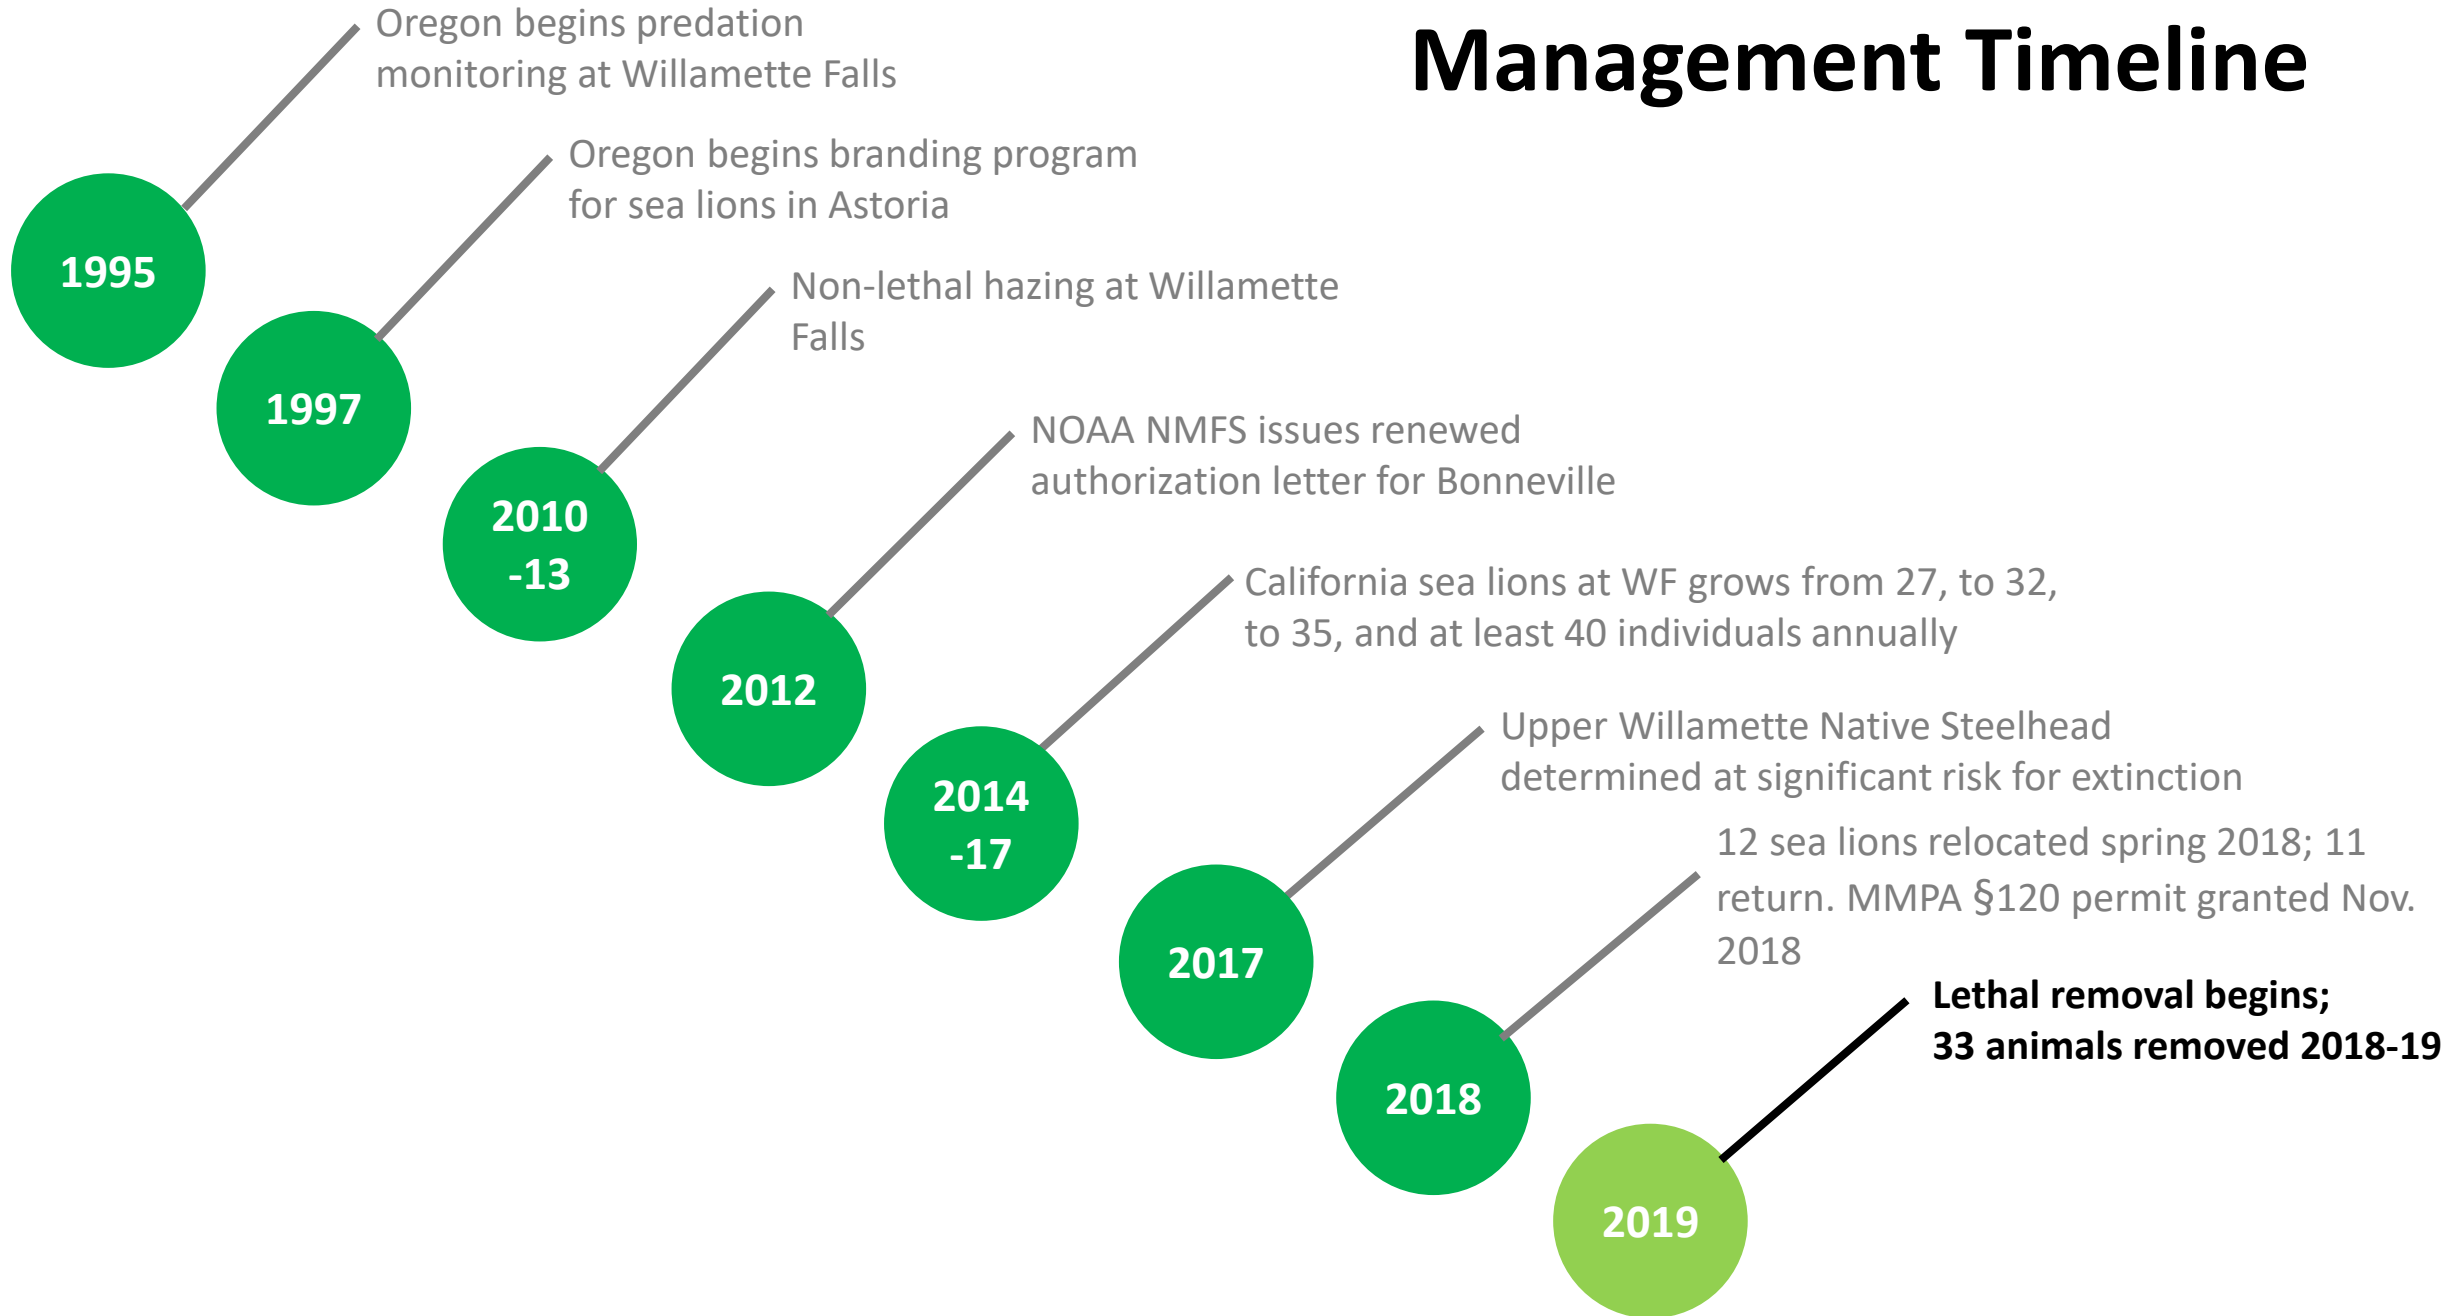 Management Timeline
Oregon begins predation
monitoring at Willamette Falls
1995
Oregon begins branding program
for sea lions in Astoria
1997
Non-lethal hazing at Willamette
Falls
2010
-13
NOAA NMFS issues renewed
authorization letter for Bonneville
2012
California sea lions at WF grows from 27, to 32,
to 35, and at least 40 individuals annually
2014
-17
Upper Willamette Native Steelhead
determined at significant risk for extinction
2017
12 sea lions relocated spring 2018; 11
return. MMPA §120 permit granted Nov.
2018
2018
Lethal removal begins;
33 animals removed 2018-19
2019